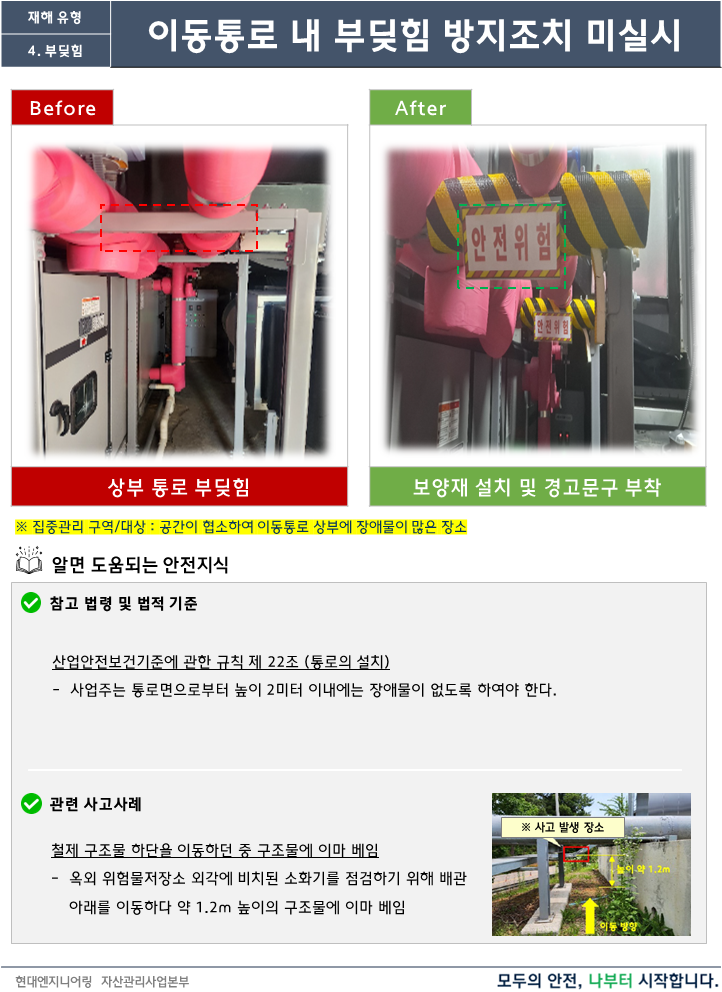 재해 유형
4. 부딪힘
이동통로 내 부딪힘 방지조치 미실시
Before
After
안전위험
안전위험
상부 통로 부딪힘
보양재 설치 및 경고문구 부착
※ 집중관리 구역/대상 : 공간이 협소하여 이동통로 상부에 장애물이 많은 장소
알면 도움되는 안전지식
참고 법령 및 법적 기준
산업안전보건기준에 관한 규칙 제 22조 (통로의 설치)
- 사업주는 통로면으로부터 높이 2미터 이내에는 장애물이 없도록 하여야 한다.
관련 사고사례
철제 구조물 하단을 이동하던 중 구조물에 이마 베임
- 옥외 위험물저장소 외각에 비치된 소화기를 점검하기 위해 배관
아래를 이동하다 약 1.2m 높이의 구조물에 이마 베임
※ 사고 발생 장소
높이 약 1.2m
이동 방향
현대엔지니어링 자산관리사업본부
모두의 안전, 나부터 시작합니다.